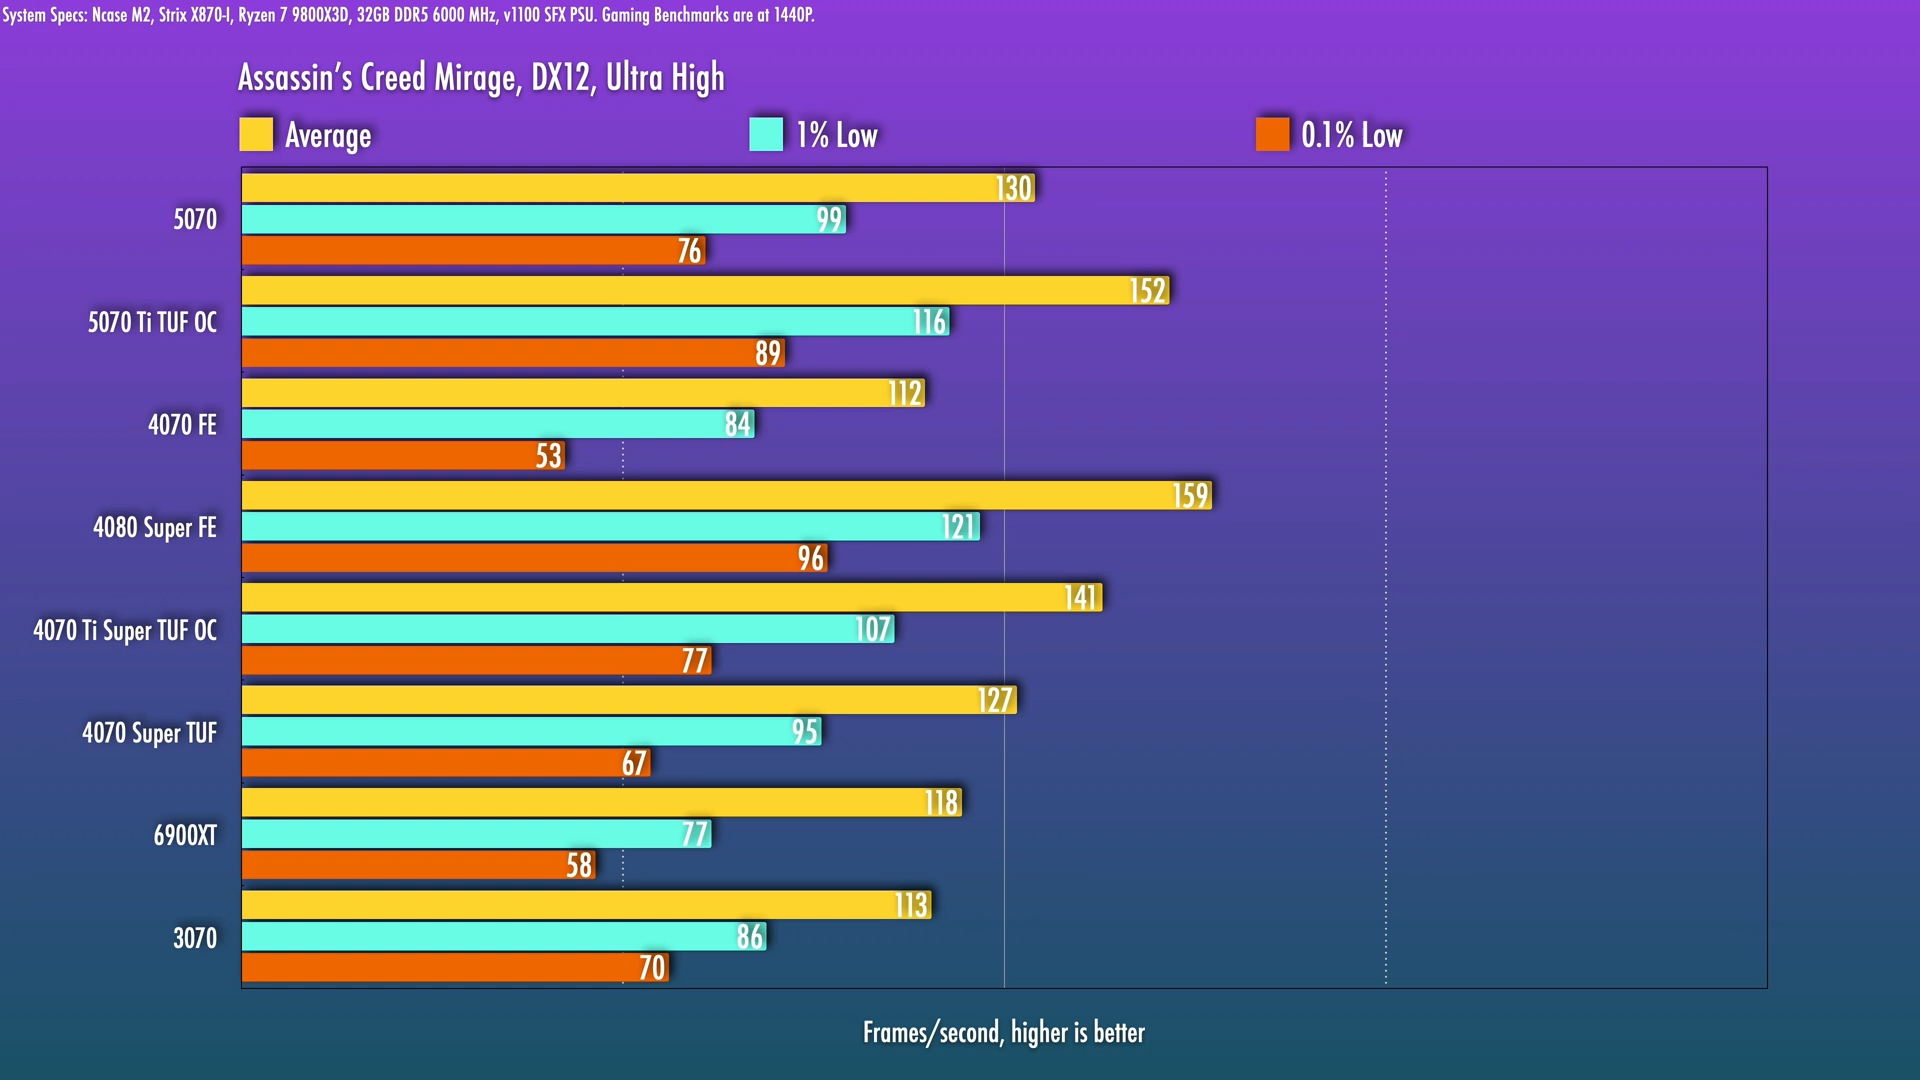 System Specs: Ncase M2, Strix X870-I, Ryzen 7 9800X3D, 32GB DDR5 6000 MHz, v1100 SFX PSU. Gaming Benchmarks are at 1440P.
Assassin's Creed Mirage, DX12, Ultra High
Average 1% Low 0.1% Low
130
5070 99
76
152
5070 Ti TUF OC 116
89
112
4070 FE 84
53
159
4080 Super FE 121
96
141
4070 Ti Super TUF OC 107
77
127
4070 Super TUF 95
67
118
6900XT 77
58
113
3070 86
70
Frames/second, higher is better